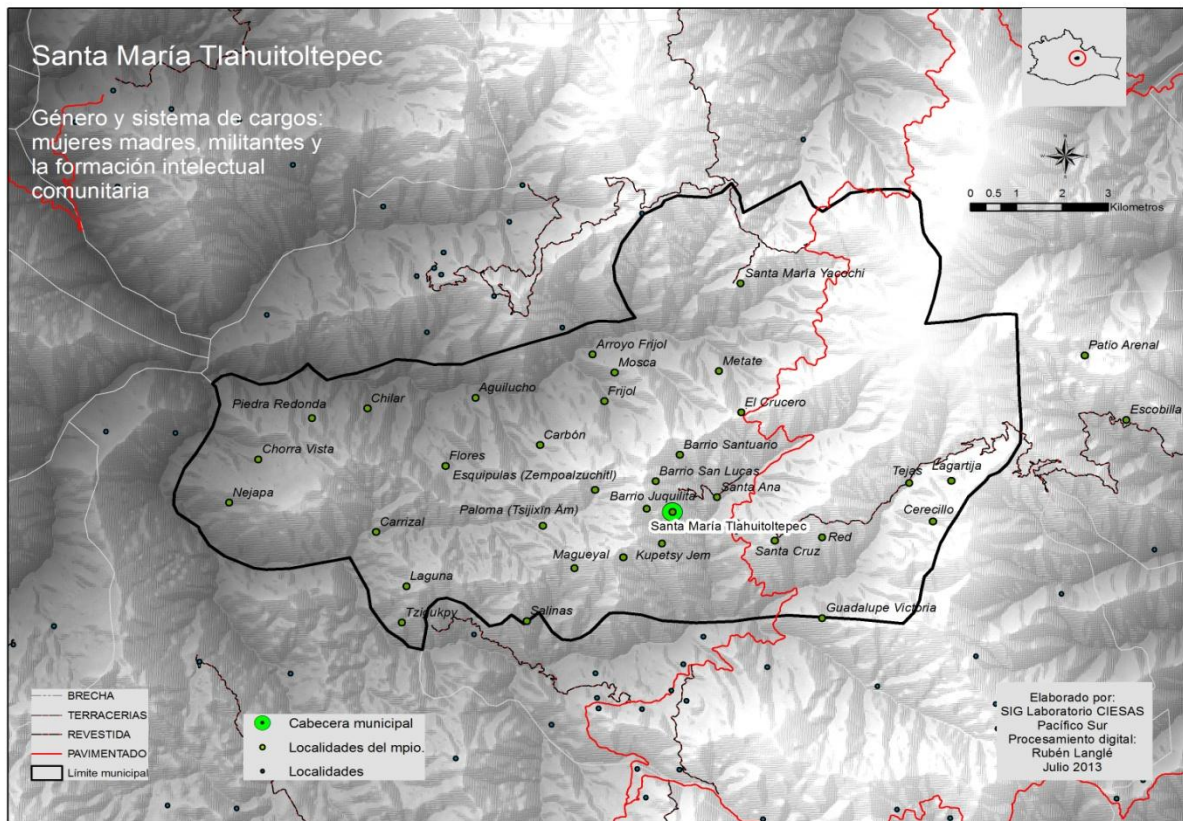 Santa María Tlahuitoltepec
Género y sistema de cargos:
mujeres madres, militantes y
la formación intelectual
comunitaria
N
0 0.5 1 2 3
Kilometros
Santa María Yacochi
Arroyo Frijol
Mosca
Metate
Patio Arenal
Aguilucho
Frijol
Chilar
Piedra Redonda
El Crucero
Escobilla
Carbón
Barrio Santuario
Chorra Vista
Flores
Barrio San Lucas
Esquipulas (Zempoalzuchitl)
Tejas
Lagartija
Santa Ana
Nejapa
Barrio Juquilita
Paloma (Tsijixin Äm)
Santa María Tlahuitoltepec
Cerecillo
Carrizal
Santa Cruz
Red
Magueyal
Kupetsy Jem
Laguna
Tzigukpy
Salinas
Guadalupe Victoria
BRECHA
TERRACERIAS
REVESTIDA
PAVIMENTADO
Límite municipal
Cabecera municipal
Localidades del mpio.
Localidades
Elaborado por:
SIG Laboratorio CIESAS
Pacífico Sur
Procesamiento digital:
Rubén Langlé
Julio 2013